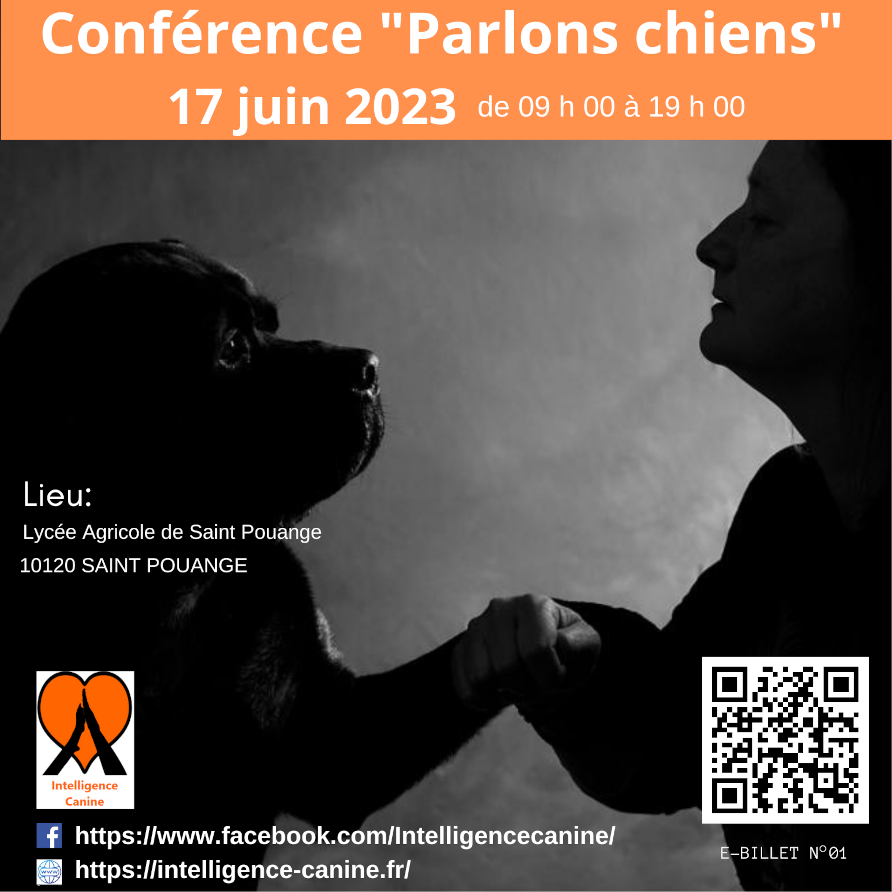 Conférence "Parlons chiens"
17 juin 2023 de 09 h 00 à 19 h 00
Lieu:
Lycée Agricole de Saint Pouange
10120 SAINT POUANGE
Intelligence
Canine
https://www.facebook.com/Intelligencecanine/
www
https://intelligence-canine.fr/
E-BILLET N°01